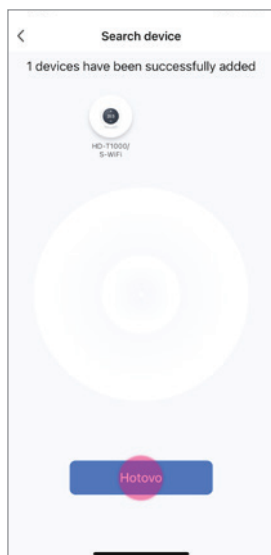 Search device
1 devices have been successfully added
HD-T1000/
S-WIFI
Hotovo